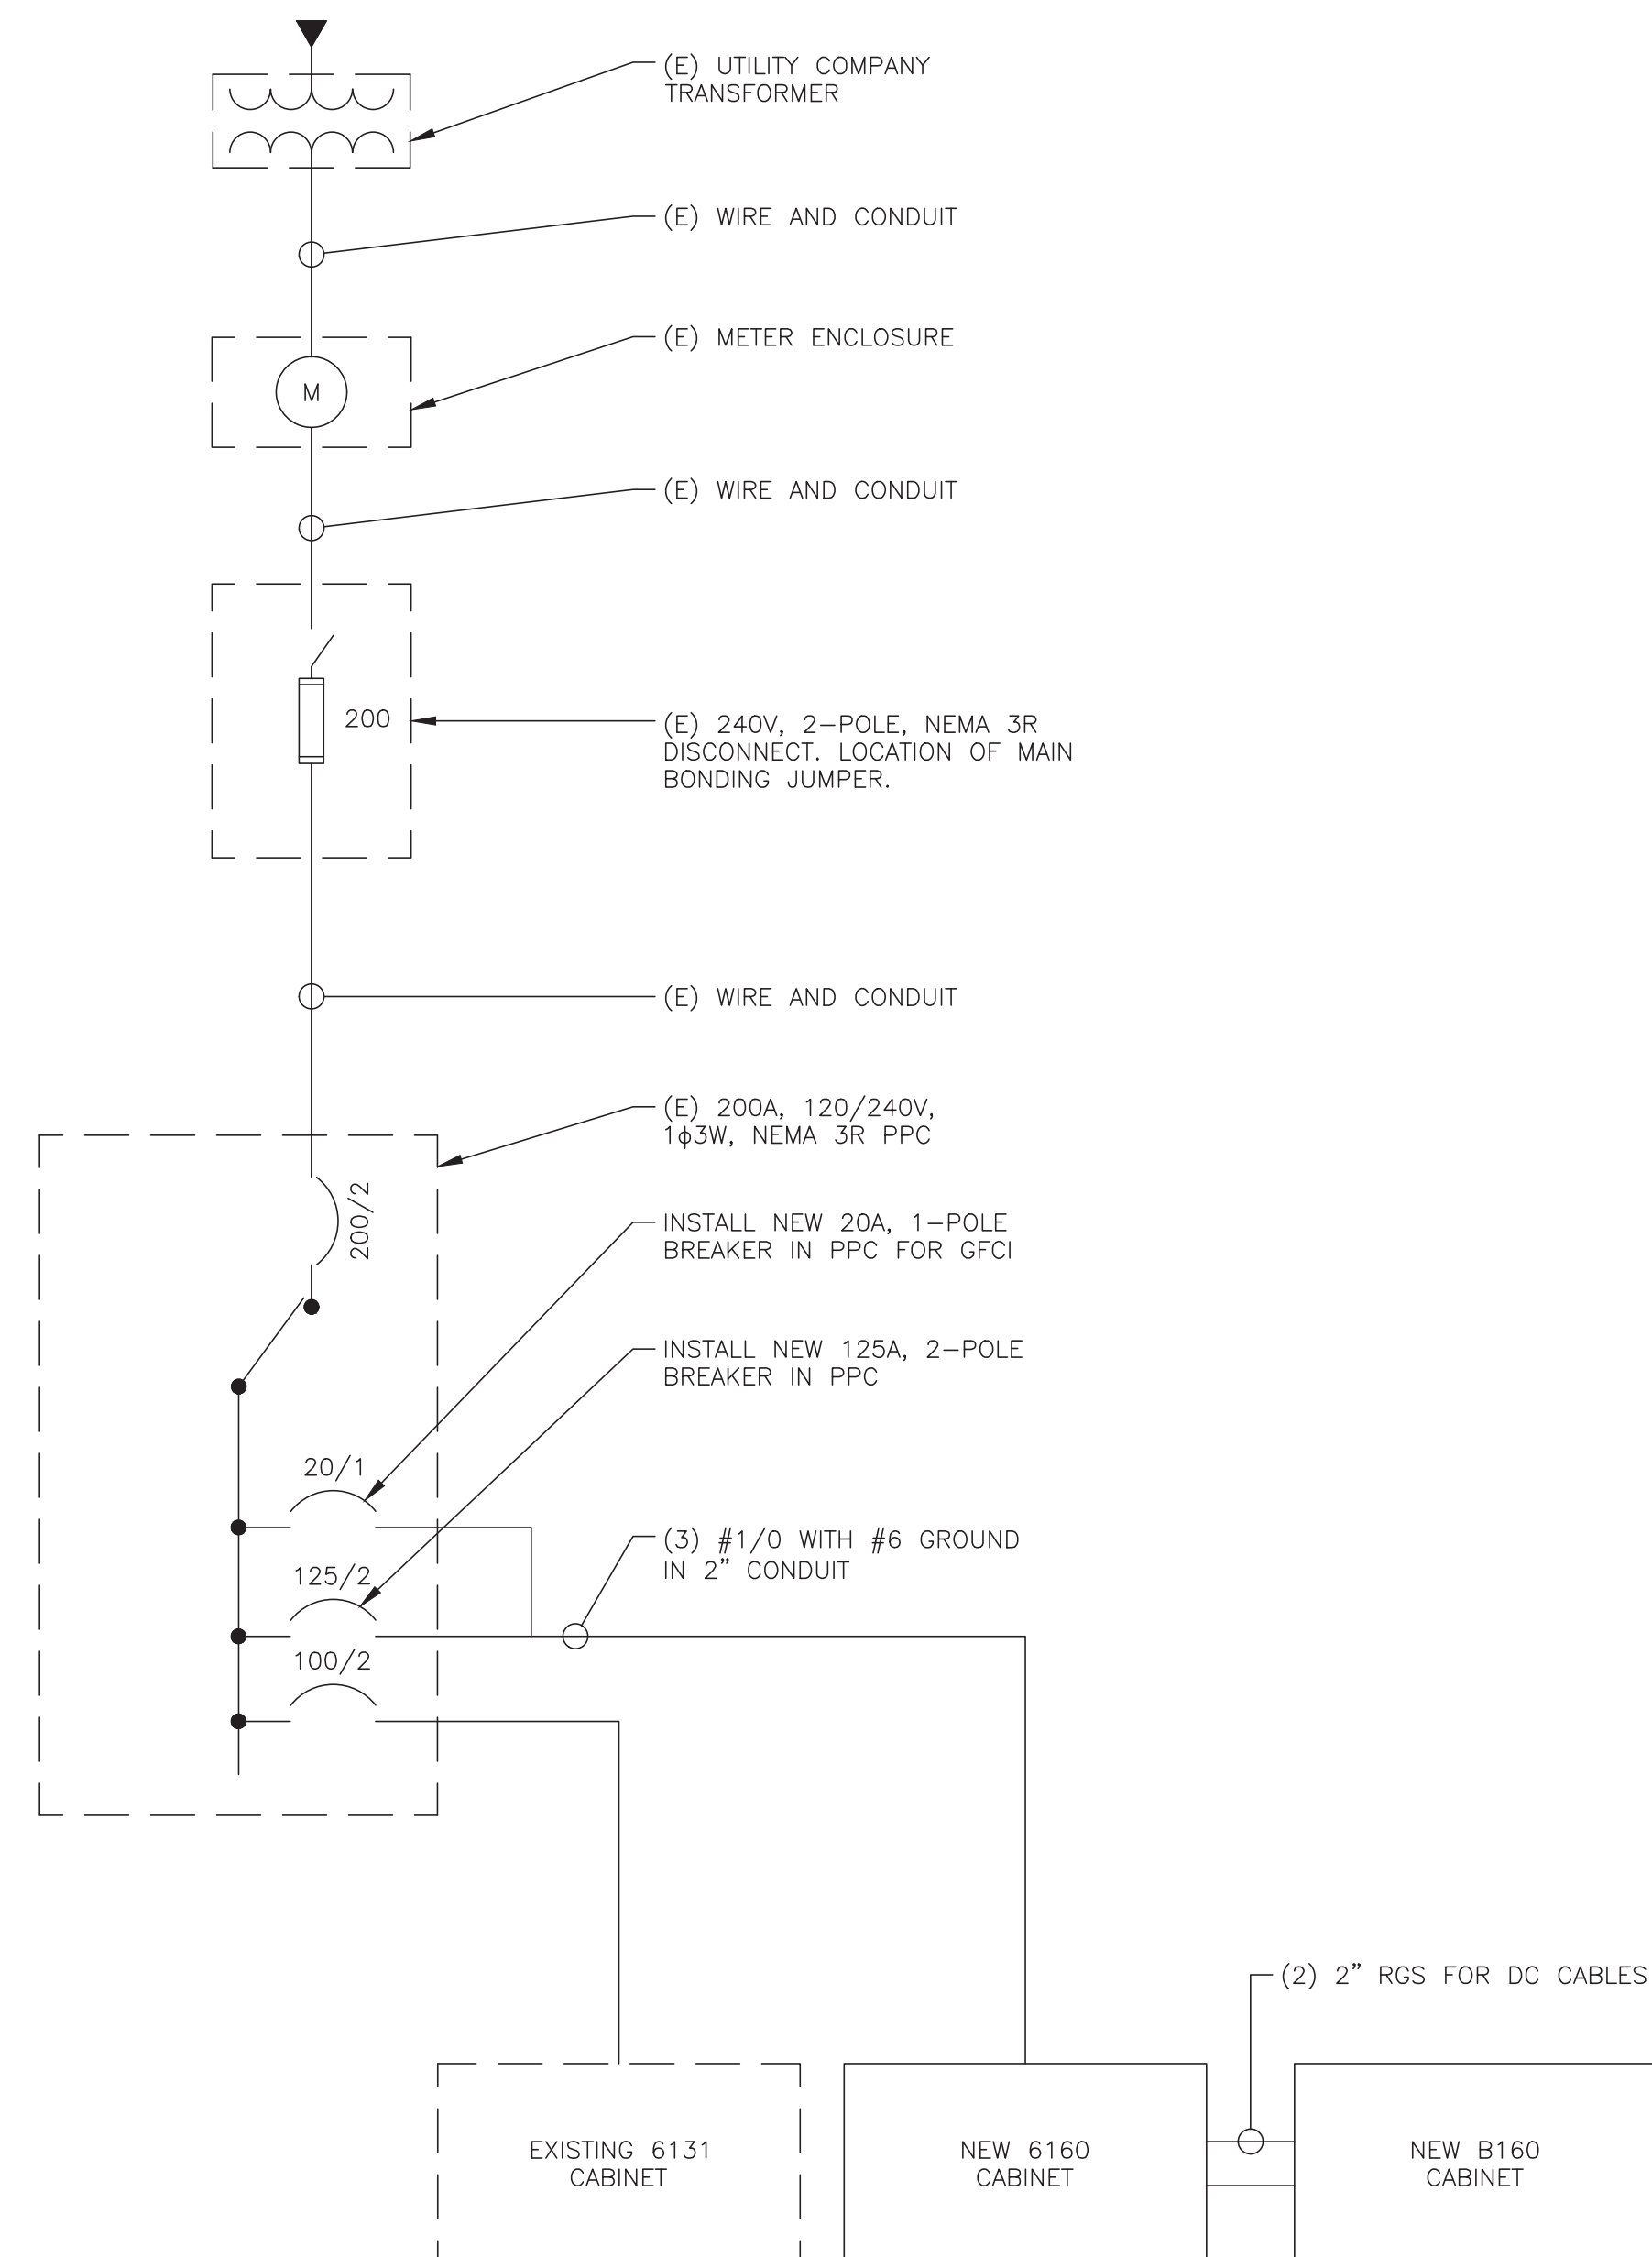 (E) UTILITY COMPANY
TRANSFORMER
(E) WIRE AND CONDUIT
(E) METER ENCLOSURE
M
(E) WIRE AND CONDUIT
200
(E) 240V, 2-POLE, NEMA 3R
DISCONNECT. LOCATION OF MAIN
BONDING JUMPER.
(E) WIRE AND CONDUIT
(E) 200A, 120/240V,
1ϕ3W, NEMA 3R PPC
200/2
INSTALL NEW 20A, 1-POLE
BREAKER IN PPC FOR GFCI
INSTALL NEW 125A, 2-POLE
BREAKER IN PPC
20/1
(3) #1/0 WITH #6 GROUND
IN 2” CONDUIT
125/2
100/2
(2) 2” RGS FOR DC CABLES
EXISTING 6131
CABINET
NEW 6160
CABINET
NEW B160
CABINET